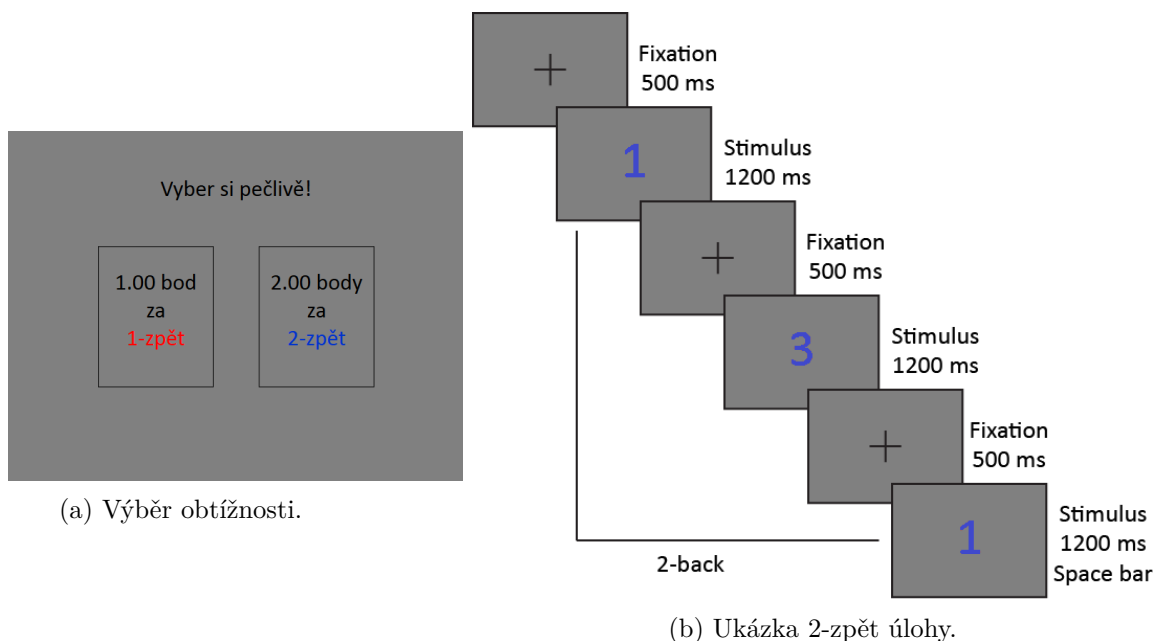 Vyber si pečlivě!
1.00 bod
za
1-zpět
2.00 body
za
2-zpět
(a) Výběr obtížnosti.
Fixation
500 ms
1
Stimulus
1200 ms
Fixation
500 ms
3
Stimulus
1200 ms
Fixation
500 ms
1
Stimulus
1200 ms
Space bar
2-back
(b) Ukázka 2-zpět úlohy.